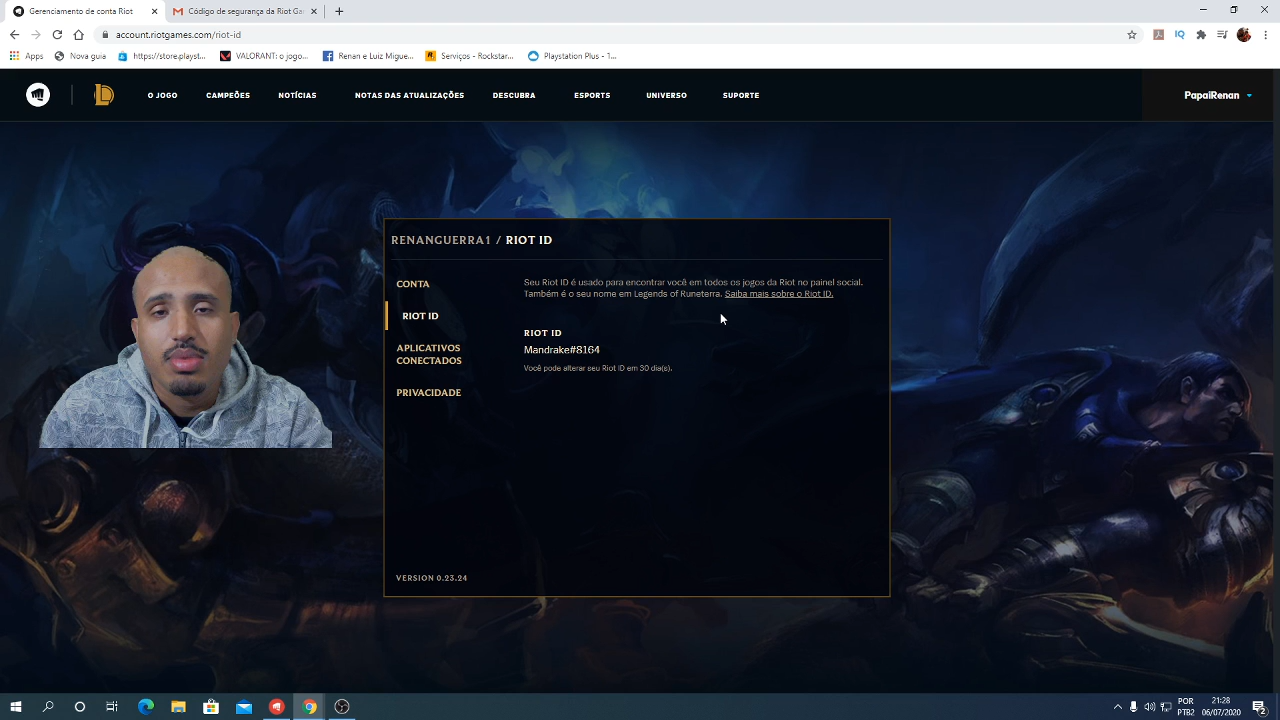 Gerenciamento de conta Riot
Código de segurança da Riot Ga
account.riotgames.com/riot-id
Apps
Nova guia
https://store.playst...
VALORANT: o jogo...
Renan e Luiz Migue...
Serviços - Rockstar...
Playstation Plus - 1...
O JOGO
CAMPEÕES
NOTÍCIAS
NOTAS DAS ATUALIZAÇÕES
DESCUBRA
ESPORTS
UNIVERSO
SUPORTE
PapaiRenan
RENANGUERRA1 / RIOT ID
CONTA
RIOT ID
APLICATIVOS
CONECTADOS
PRIVACIDADE
Seu Riot ID é usado para encontrar você em todos os jogos da Riot no painel social.
Também é o seu nome em Legends of Runeterra. Saiba mais sobre o Riot ID.
RIOT ID
Mandrake#8164
Você pode alterar seu Riot ID em 30 dia(s).
VERSION 0.23.24
POR
PTB2
21:28
06/07/2020
2